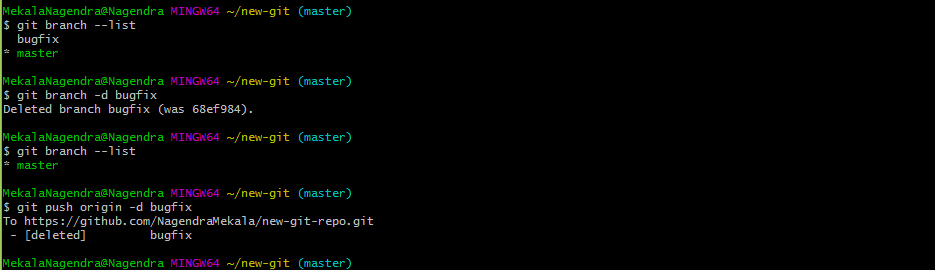 MekalaNagendra@Nagendra MINGW64 ~/new-git (master)
$ git branch --list
  bugfix
* master
MekalaNagendra@Nagendra MINGW64 ~/new-git (master)
$ git branch -d bugfix
Deleted branch bugfix (was 68ef984).
MekalaNagendra@Nagendra MINGW64 ~/new-git (master)
$ git branch --list
* master
MekalaNagendra@Nagendra MINGW64 ~/new-git (master)
$ git push origin -d bugfix
To https://github.com/NagendraMekala/new-git-repo.git
 - [deleted]         bugfix
MekalaNagendra@Nagendra MINGW64 ~/new-git (master)